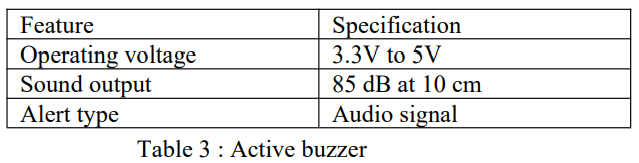 Feature Specification
Operating voltage 3.3V to 5V
Sound output 85 dB at 10 cm
Alert type Audio signal
Table 3 : Active buzzer